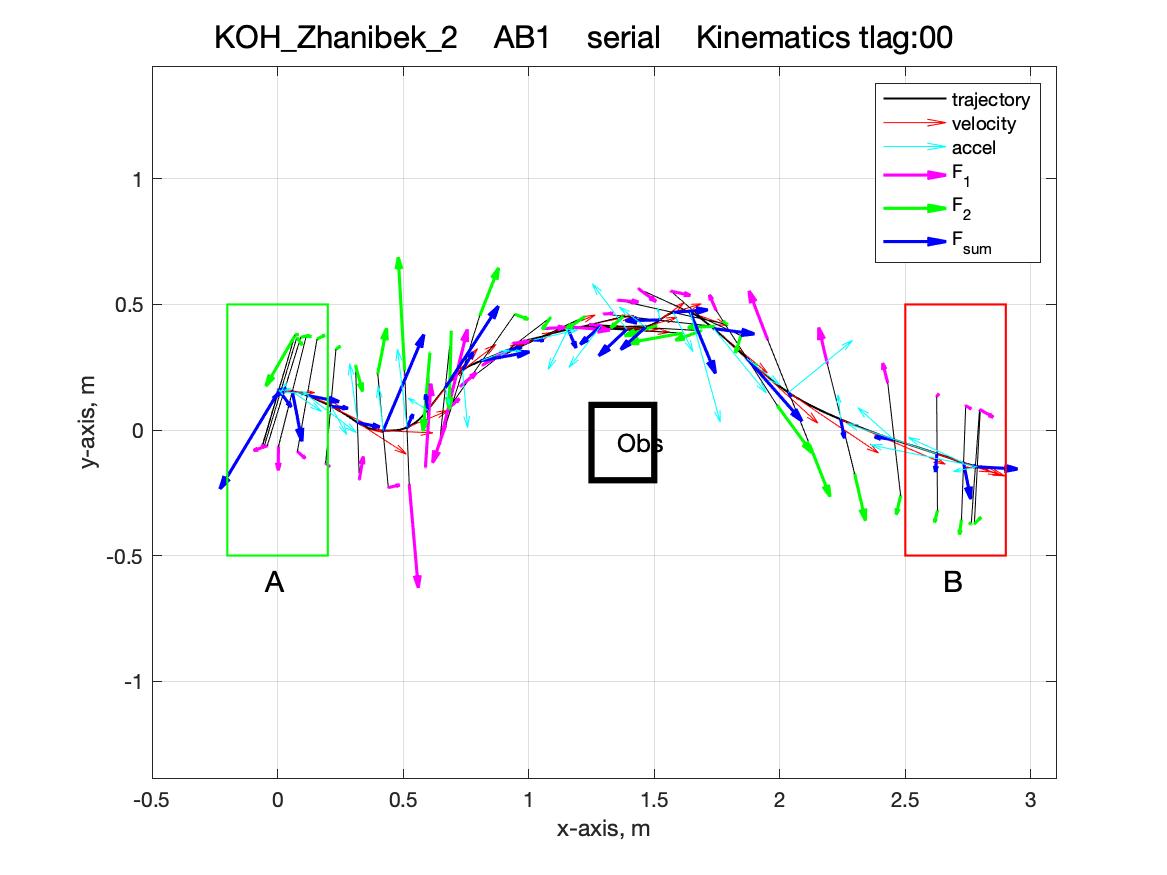 KOH_Zhanibek_2 AB1 serial Kinematics tlag:00
trajectory
velocity
accel
F1
F2
Fsum
1
0.5
0
-0.5
-1
y-axis, m
Obs
A
B
-0.5 0 0.5 1 1.5 2 2.5 3
x-axis, m